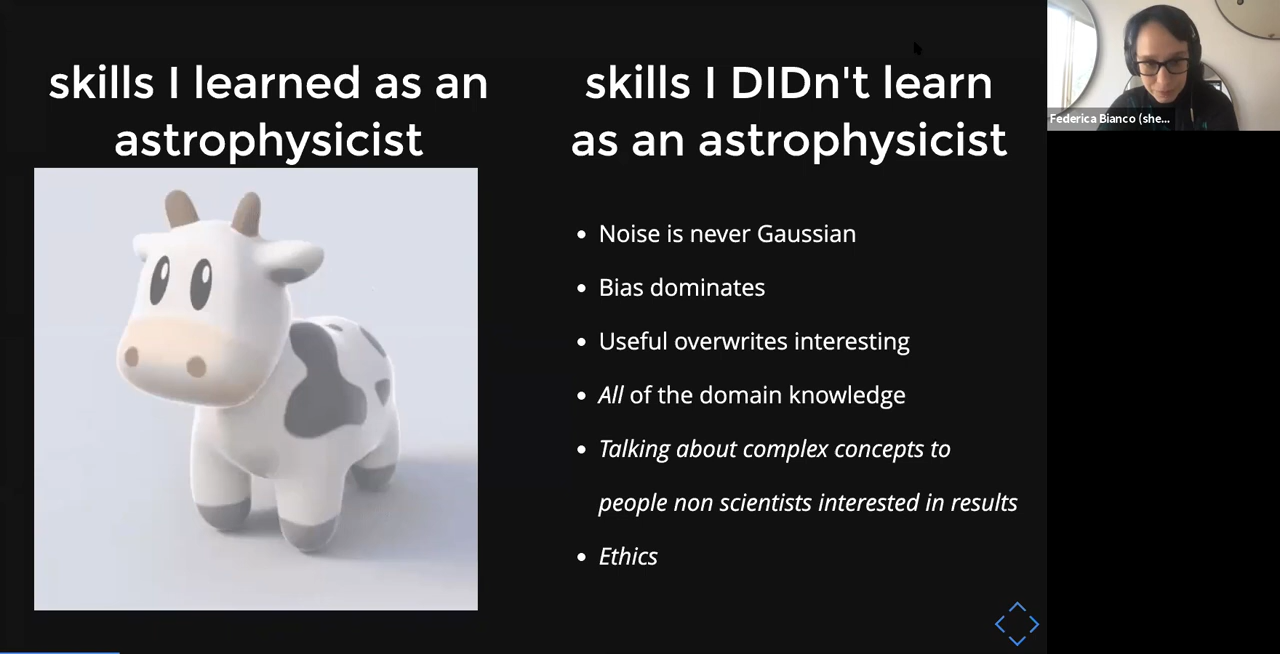 skills I learned as an
astrophysicist
skills I DIDn't learn
as an astrophysicist
• Noise is never Gaussian
• Bias dominates
• Useful overwrites interesting
• All of the domain knowledge
• Talking about complex concepts to
people non scientists interested in results
• Ethics
Federica Bianco (she...